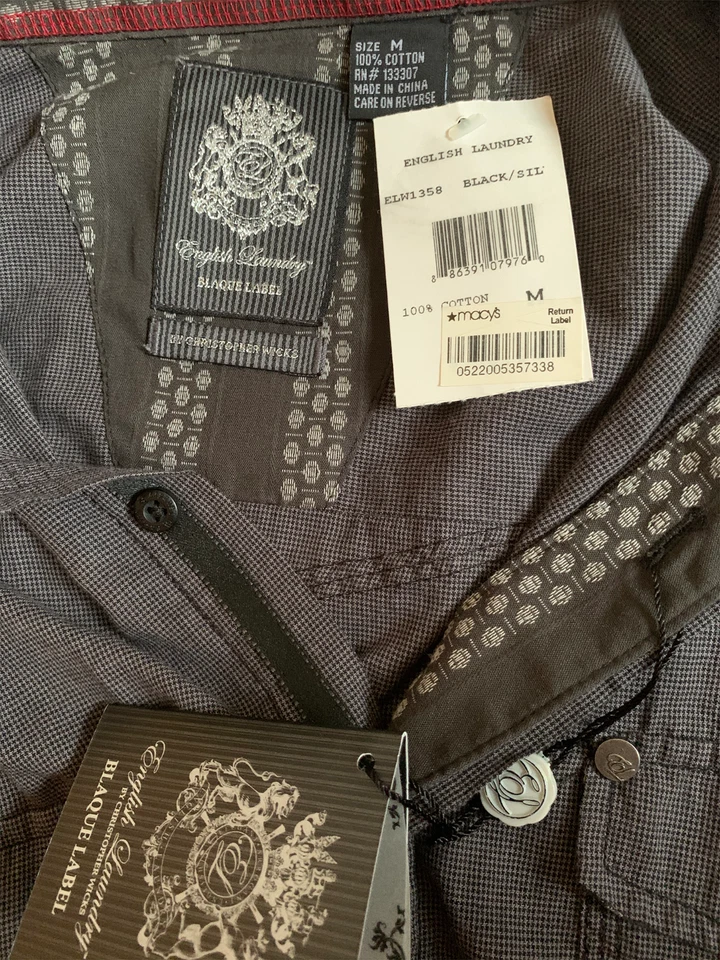 SIZE M
100% COTTON
RN# 133307
MADE IN CHINA
CARE ON REVERSE
English Laundry™
BLAQUE LABEL
BY CHRISTOPHER WICKS
ENGLISH LAUNDRY
ELW1358 BLACK/SIL
8 86391 07976 0
100% COTTON M
★macy's Return
Label
0522005357338
English Laundry
BY CHRISTOPHER WICKS
BLAQUE LABEL